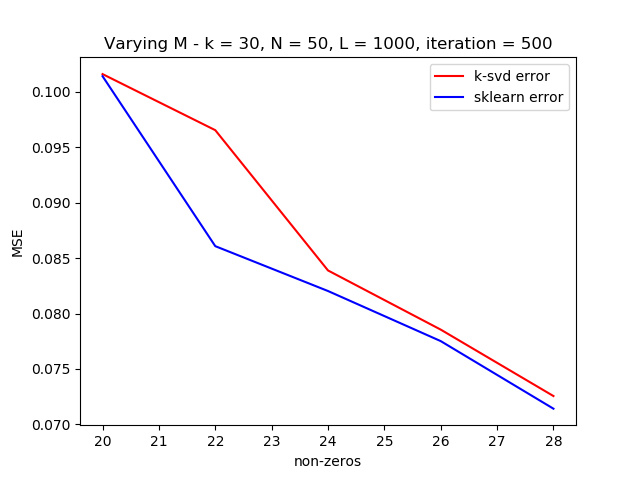 Varying M - k = 30, N = 50, L = 1000, iteration = 500
k-svd error
sklearn error
0.100
0.095
0.090
0.085
0.080
0.075
0.070
MSE
20 21 22 23 24 25 26 27 28
non-zeros